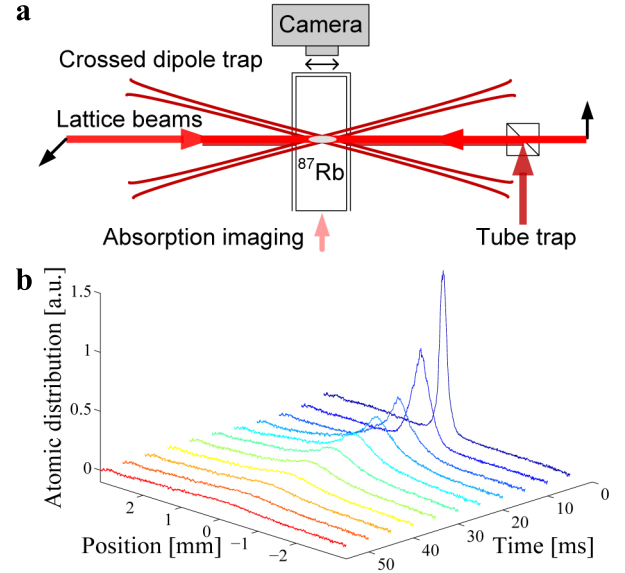 a
Camera
Crossed dipole trap
Lattice beams
87Rb
Absorption imaging
Tube trap
b
Atomic distribution [a.u.]
1.5
1
0.5
0
2
1
0
−1
−2
Position [mm]
50
40
30
20
10
0
Time [ms]